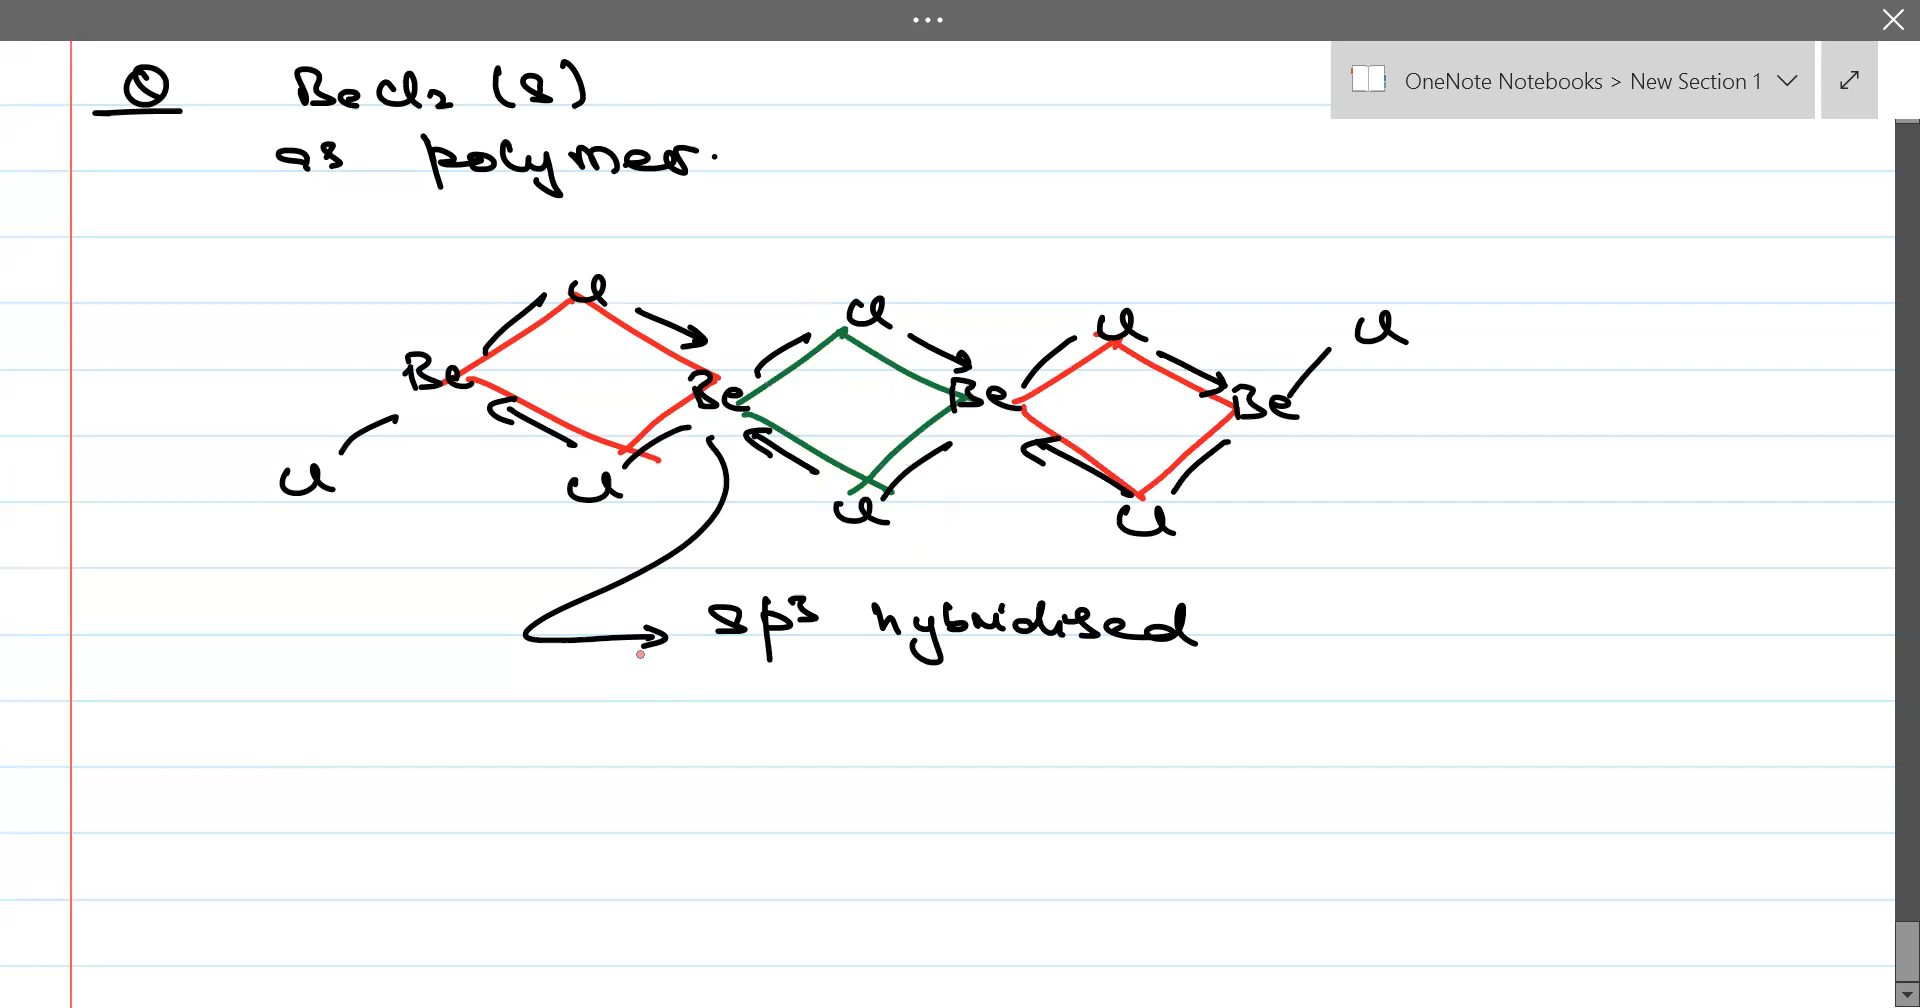 OneNote Notebooks > New Section 1
Q BeCl2 (s)
as polymer.
Cl Cl Cl Cl
Be Be Be Be
Cl Cl Cl Cl
sp³ hybridised